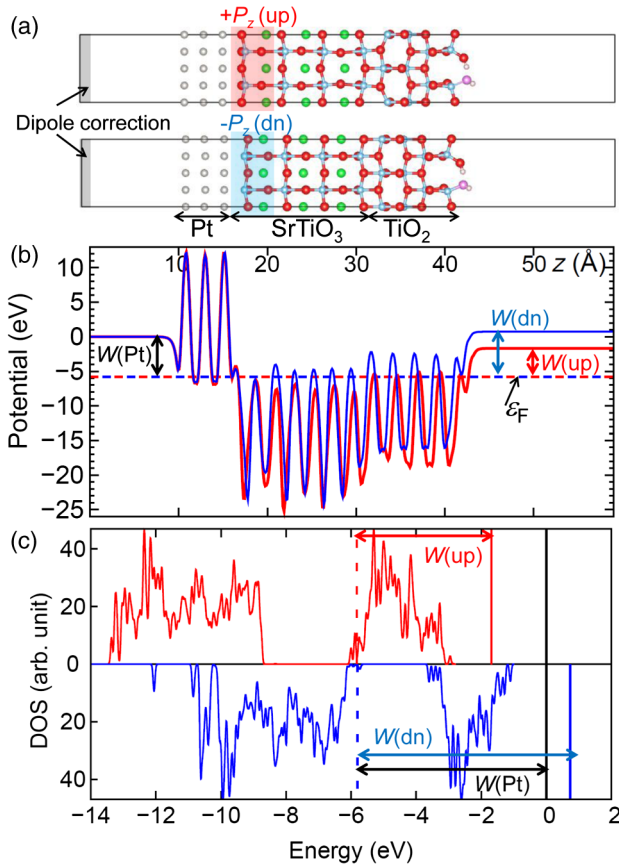 (a)
+Pz (up)
Dipole correction
-Pz (dn)
Pt
SrTiO3
TiO2
(b)
10 20 30 40 50 z (Å)
10
5
0
−5
−10
−15
−20
−25
Potential (eV)
W(Pt)
W(dn)
W(up)
εF
(c)
40
20
0
20
40
DOS (arb. unit)
W(up)
W(dn)
W(Pt)
−14 −12 −10 −8 −6 −4 −2 0 2
Energy (eV)